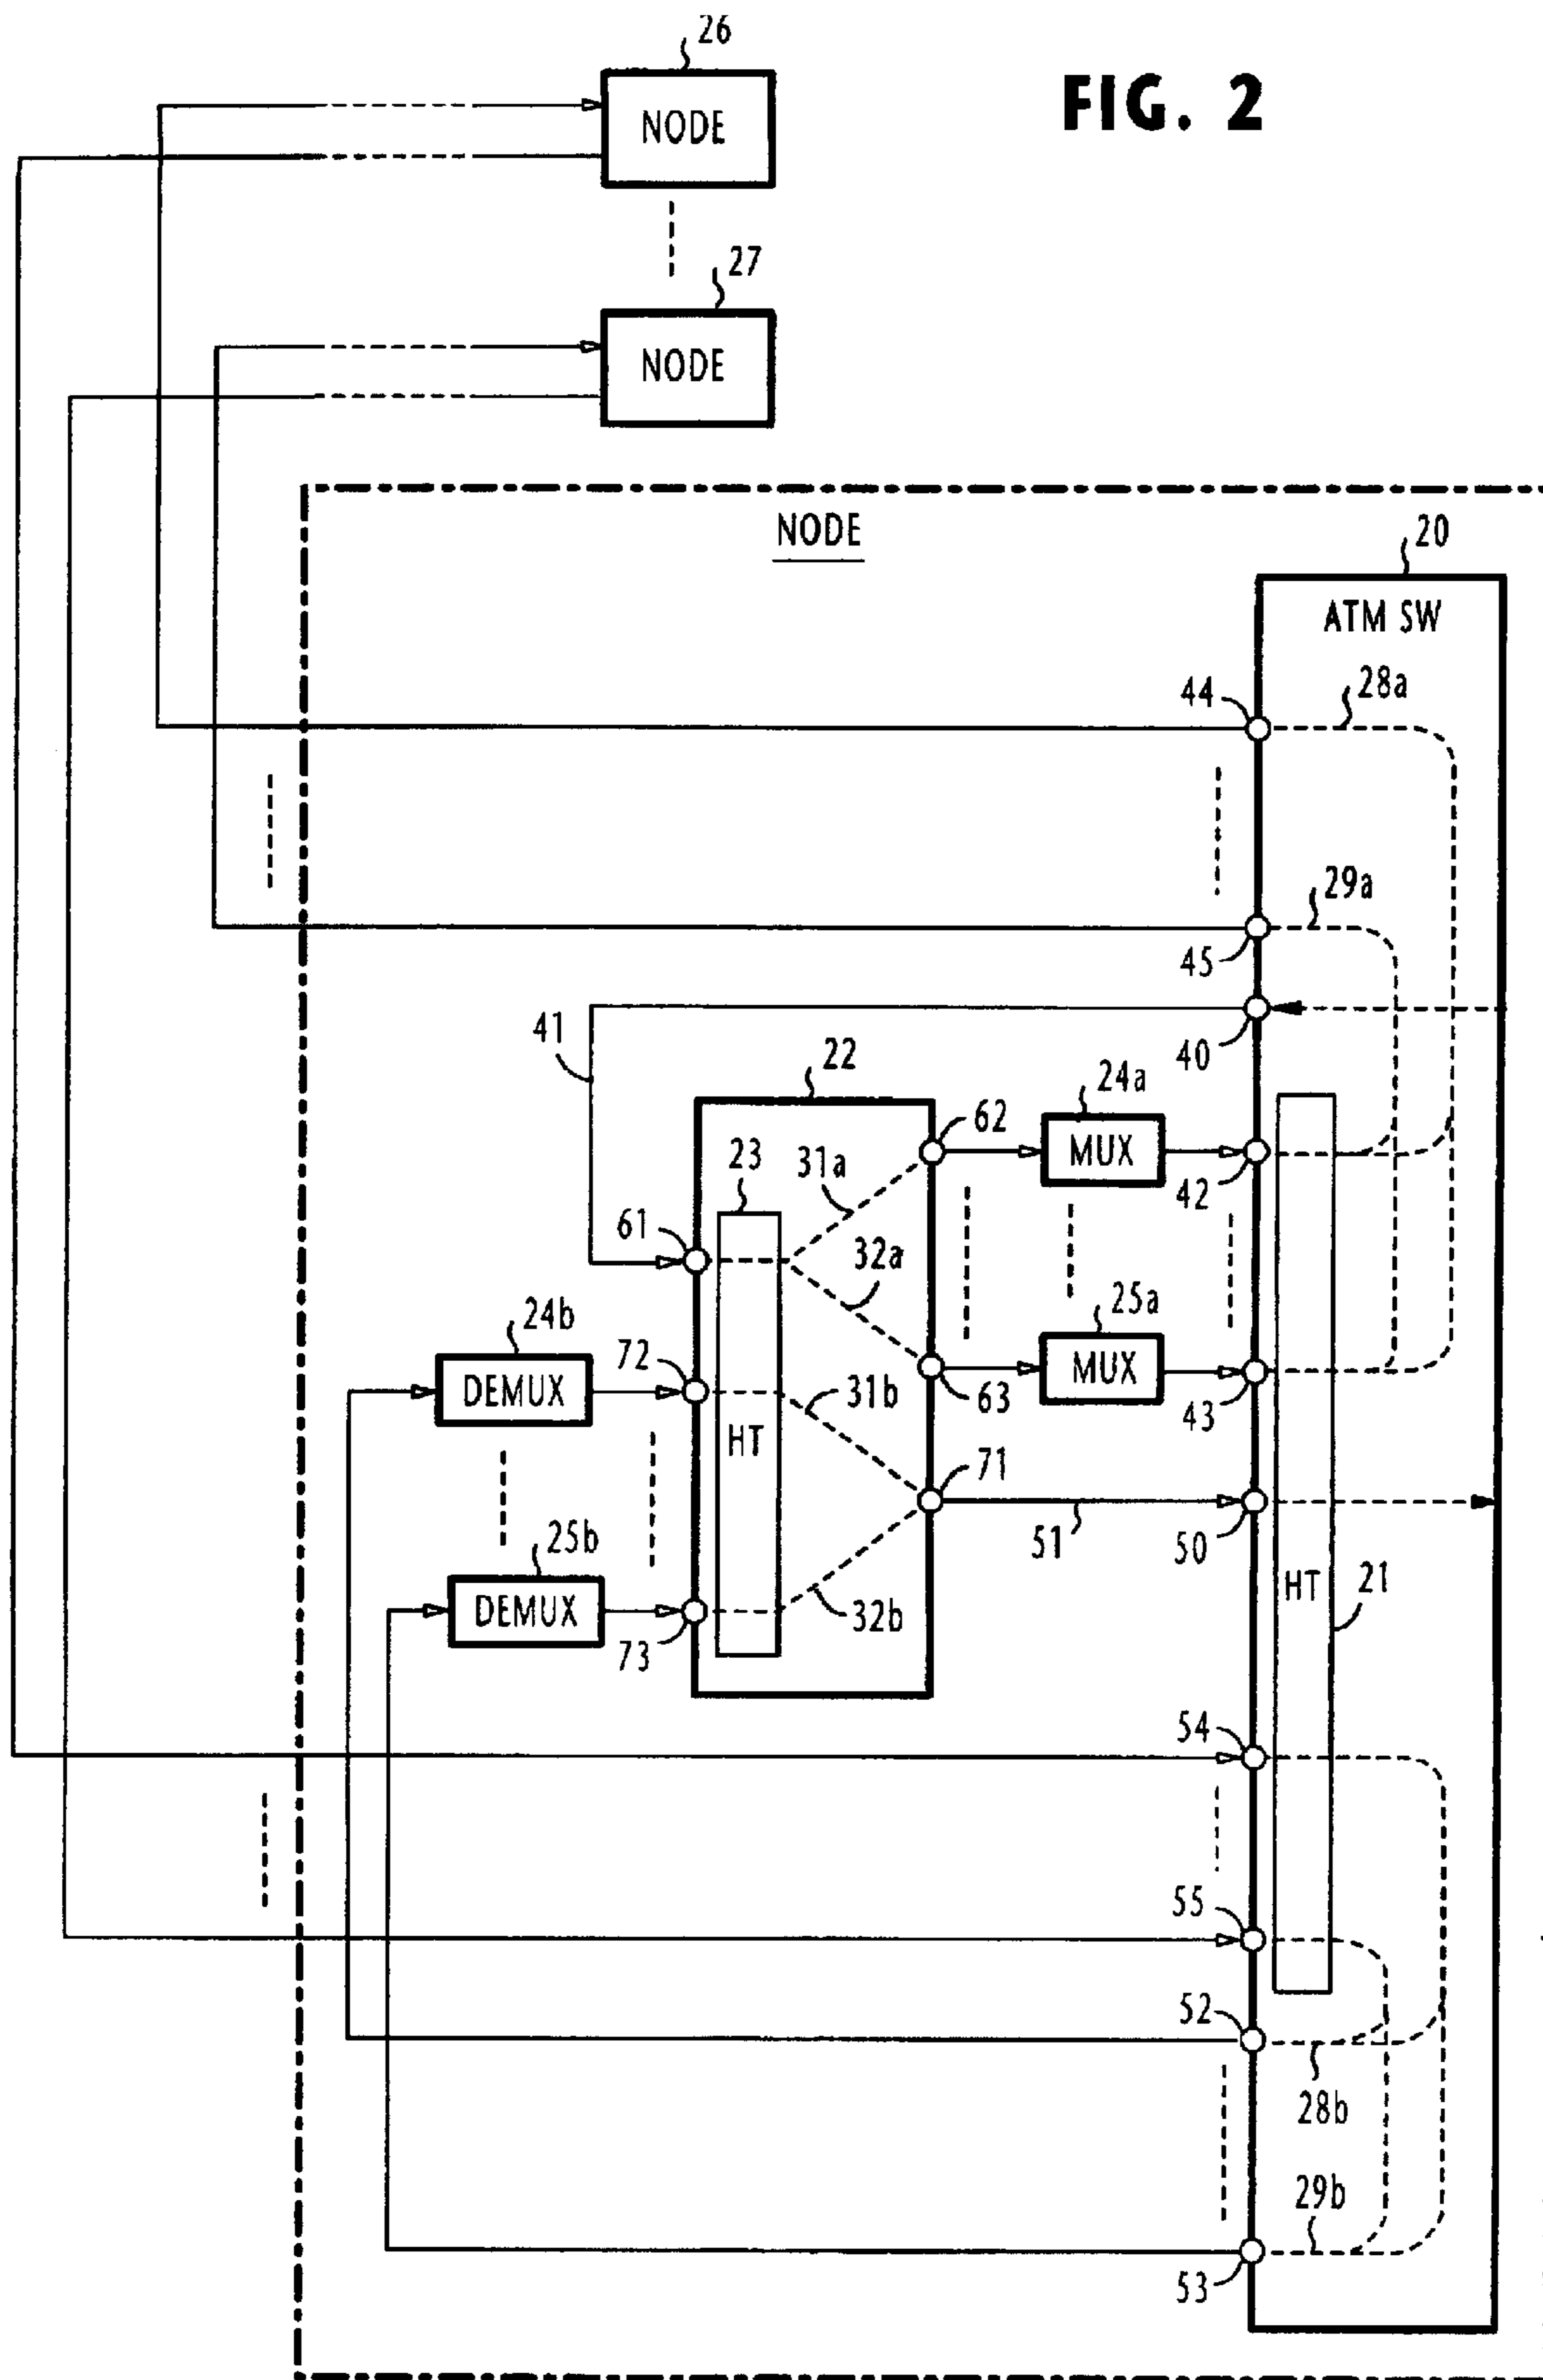 26
FIG. 2
NODE
27
NODE
NODE
20
ATM SW
44
28a
29a
45
41
40
22
24a
62
MUX
23
31a
42
61
32a
24b
25a
72
MUX
DEMUX
31b
63
43
HT
71
25b
51
50
HT
21
DEMUX
32b
73
54
55
52
28b
29b
53